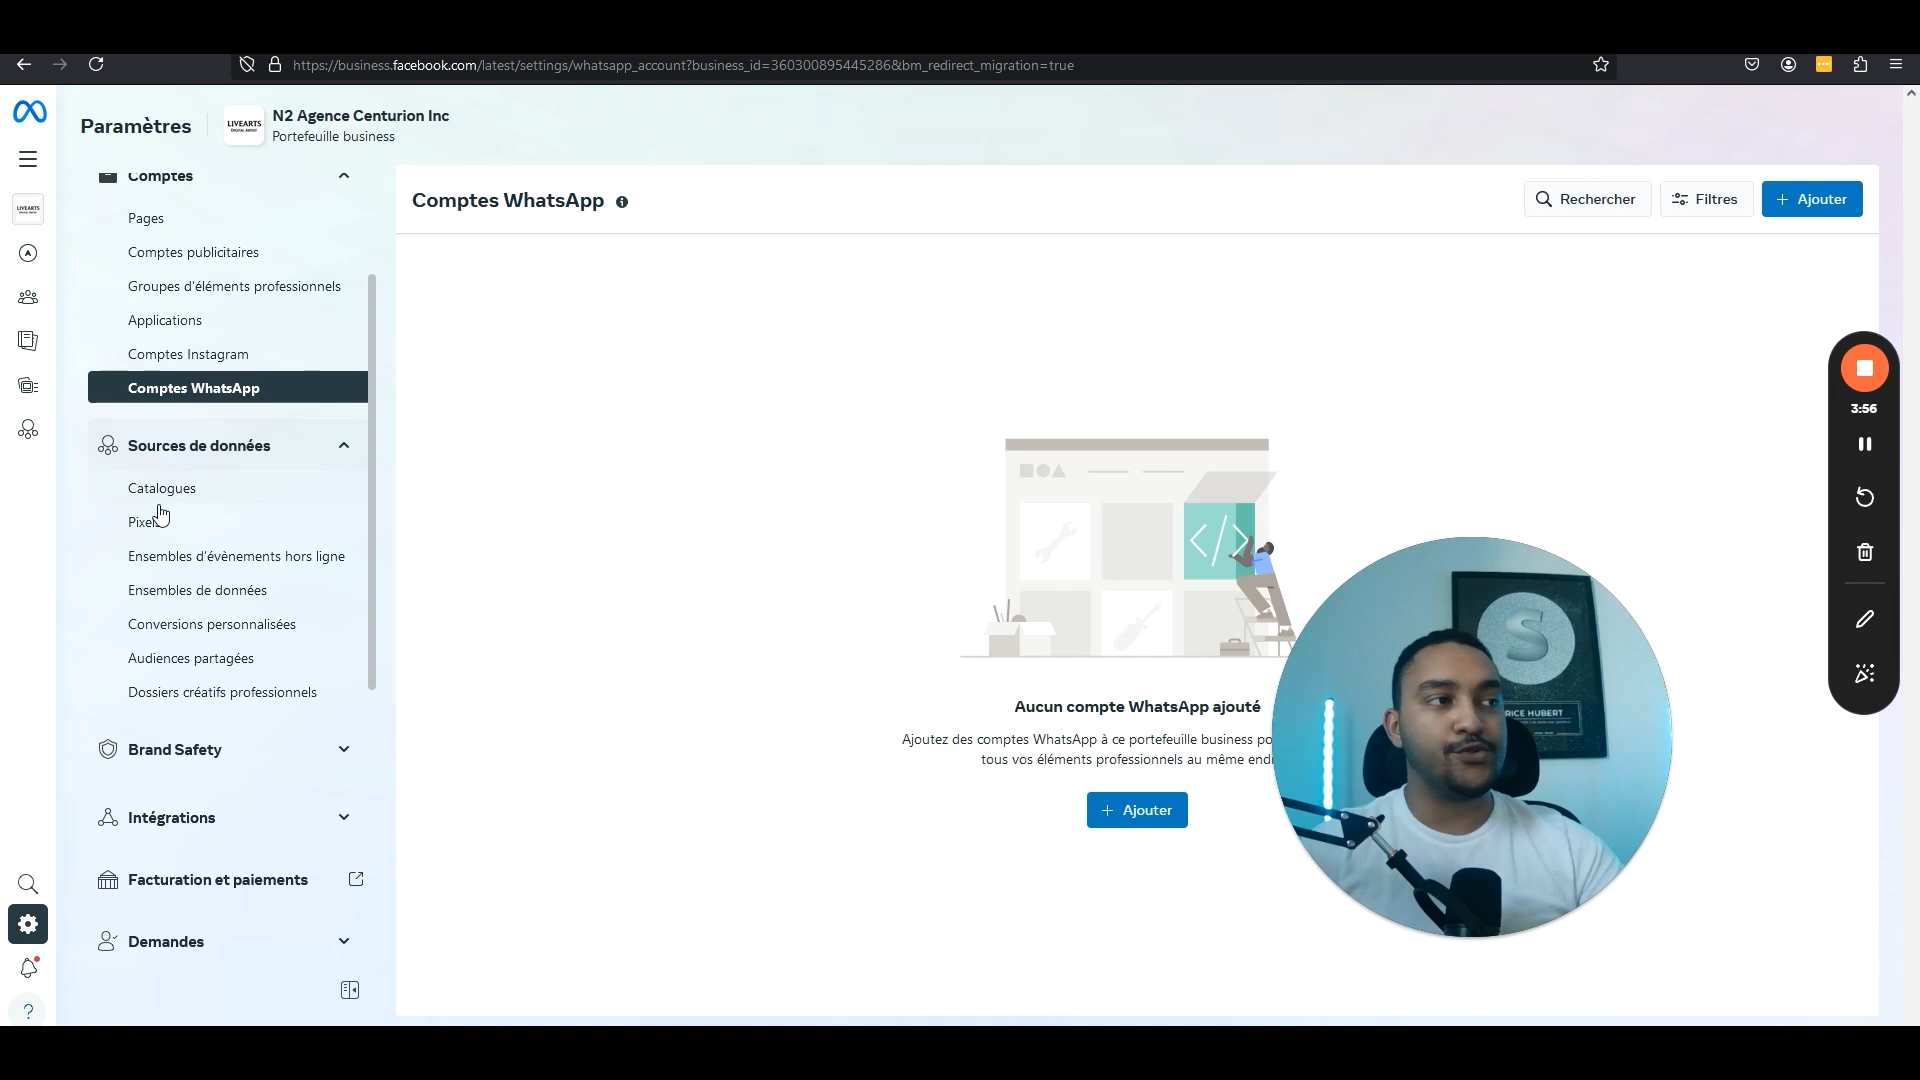 https://business.facebook.com/latest/settings/whatsapp_account?business_id=360300895445286&bm_redirect_migration=true
Paramètres
LIVEARTS
DIGITAL ARTIST
N2 Agence Centurion Inc
Portefeuille business
LIVEARTS
Comptes
Pages
Comptes publicitaires
Groupes d'éléments professionnels
Applications
Comptes Instagram
Comptes WhatsApp
Sources de données
Catalogues
Ensembles d'évènements hors ligne
Ensembles de données
Conversions personnalisées
Audiences partagées
Dossiers créatifs professionnels
Brand Safety
Intégrations
Facturation et paiements
Demandes
Comptes WhatsApp
Rechercher
Filtres
+ Ajouter
Aucun compte WhatsApp ajouté
Ajoutez des comptes WhatsApp à ce portefeuille business
tous vos éléments professionnels au même
+ Ajouter
S
RICE HUBERT
3:56